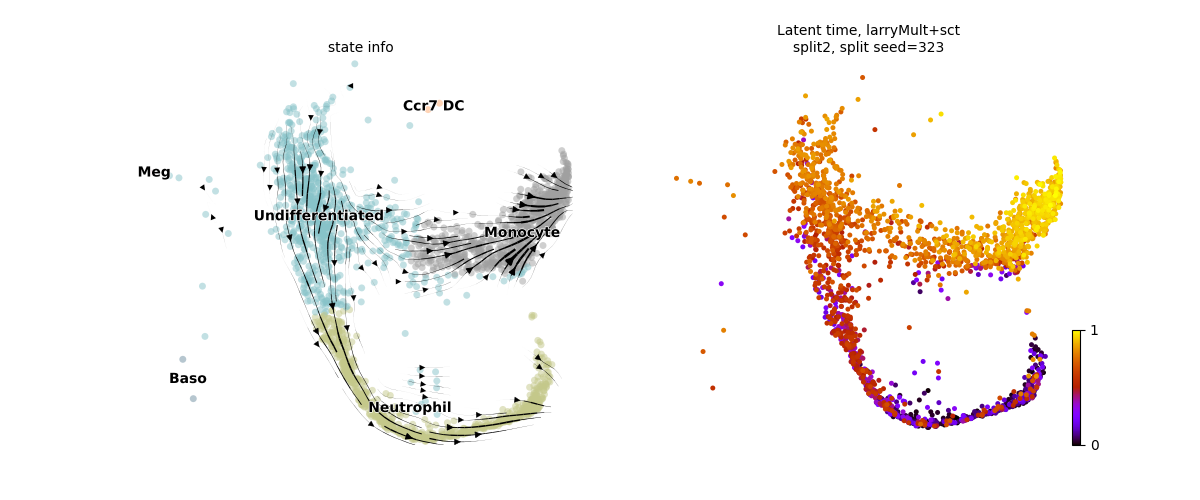 state info
Ccr7 DC
Meg
Undifferentiated
Monocyte
Baso
Neutrophil
Latent time, larryMult+sct
split2, split seed=323
1
0